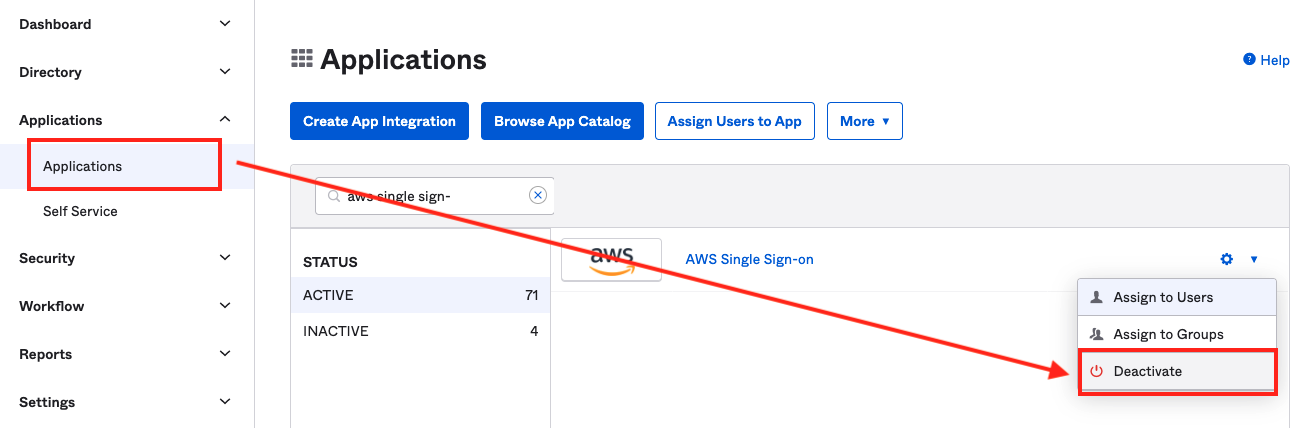 Dashboard
Directory
Applications
Applications
Self Service
Security
Workflow
Reports
Settings
Applications
Help
Create App Integration
Browse App Catalog
Assign Users to App
More
aws single sign-
STATUS
ACTIVE 71
INACTIVE 4
aws
AWS Single Sign-on
Assign to Users
Assign to Groups
Deactivate